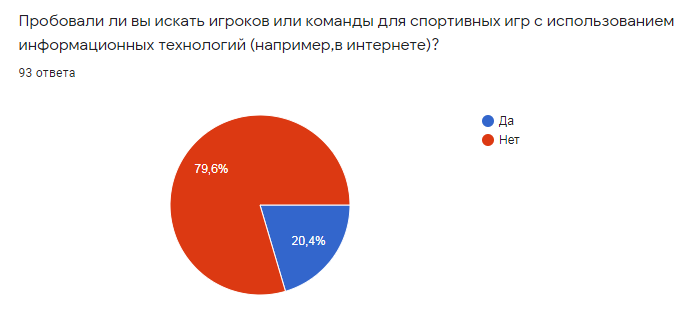 Пробовали ли вы искать игроков или команды для спортивных игр с использованием
информационных технологий (например,в интернете)?
93 ответа
Да
Нет
79,6%
20,4%